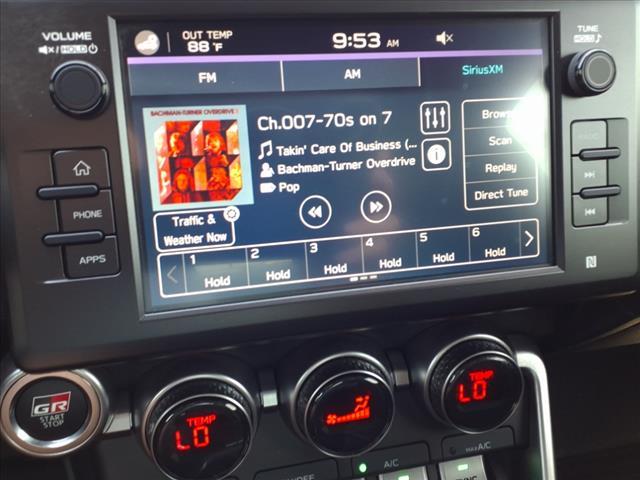 VOLUME
HOLD
OUT TEMP
88°F
9:53 AM
TUNE
HOLD
FM
AM
SiriusXM
BACHMAN-TURNER OVERDRIVE
Ch.007-70s on 7
Takin' Care Of Business (...
Bachman-Turner Overdrive
Pop
Scan
Replay
Direct Tune
Traffic &
Weather Now
1 Hold
2 Hold
3 Hold
4 Hold
5 Hold
6 Hold
PHONE
APPS
GR
START
STOP
TEMP
LO
LO
A/C
MAX A/C